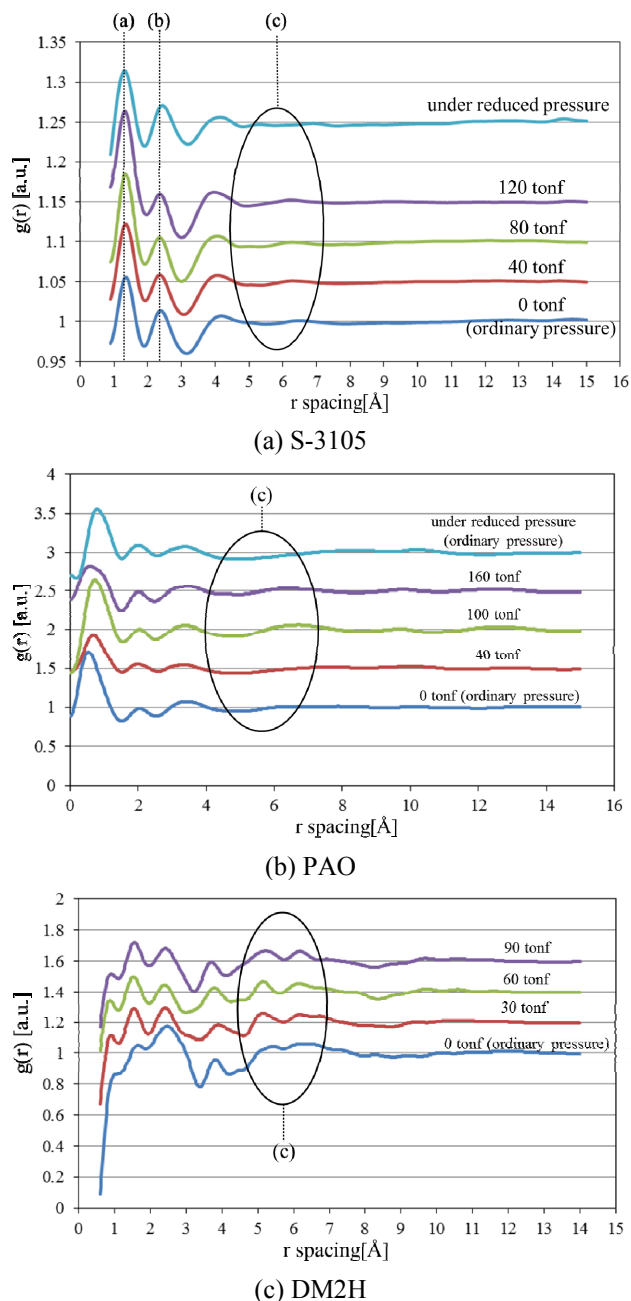 (a) (b) (c)
1.35
1.3
1.25
1.2
1.15
1.1
1.05
1
0.95
g(r) [a.u.]
under reduced pressure
120 tonf
80 tonf
40 tonf
0 tonf
(ordinary pressure)
0 1 2 3 4 5 6 7 8 9 10 11 12 13 14 15 16
r spacing[Å]
(a) S-3105
(c)
4
3.5
3
2.5
2
1.5
1
0.5
0
g(r) [a.u.]
under reduced pressure
(ordinary pressure)
160 tonf
100 tonf
40 tonf
0 tonf (ordinary pressure)
0 2 4 6 8 10 12 14 16
r spacing[Å]
(b) PAO
2
1.8
1.6
1.4
1.2
1
0.8
0.6
0.4
0.2
0
g(r) [a.u.]
90 tonf
60 tonf
30 tonf
0 tonf (ordinary pressure)
(c)
0 1 2 3 4 5 6 7 8 9 10 11 12 13 14 15
r spacing[Å]
(c) DM2H